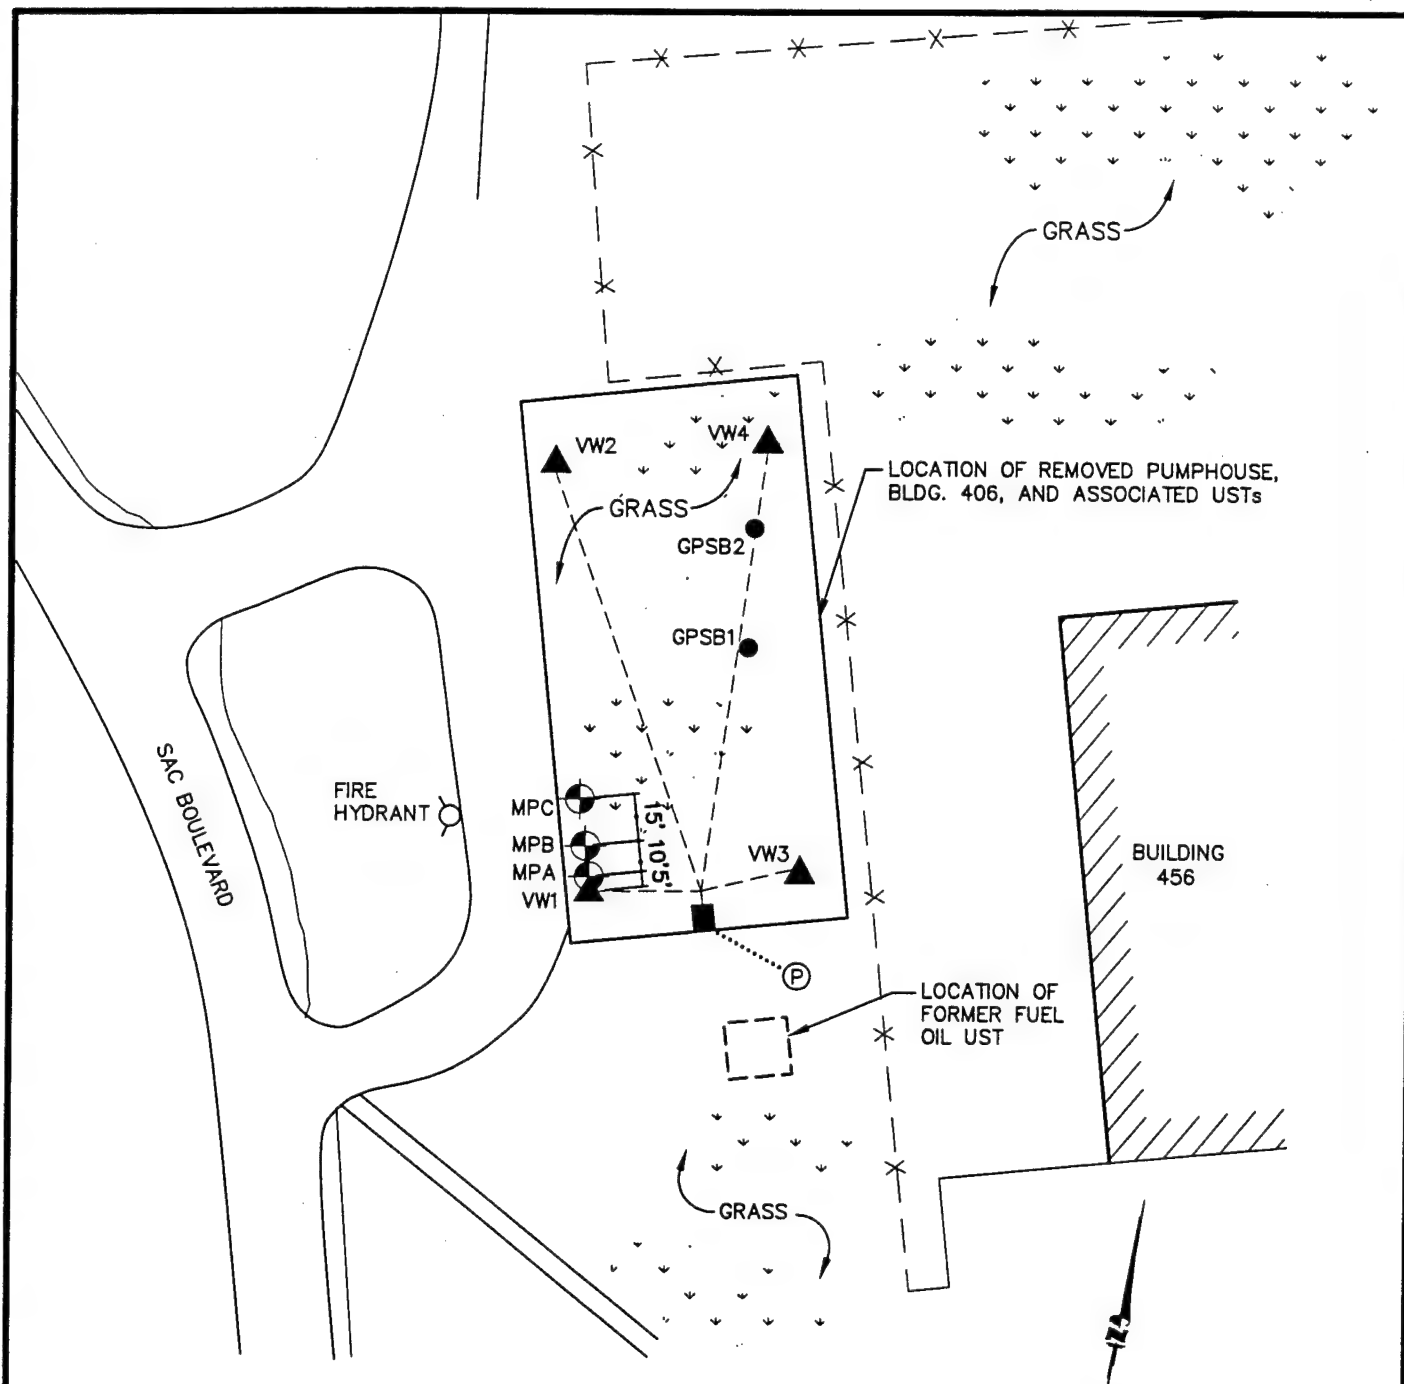 GRASS
VW2
VW4
LOCATION OF REMOVED PUMPHOUSE,
BLDG. 406, AND ASSOCIATED USTs
GRASS
GPSB2
GPSB1
SAC BOULEVARD
FIRE
HYDRANT
MPC
MPB
MPA
VW1
15'
10'
5'
VW3
BUILDING
456
P
LOCATION OF
FORMER FUEL
OIL UST
GRASS
N